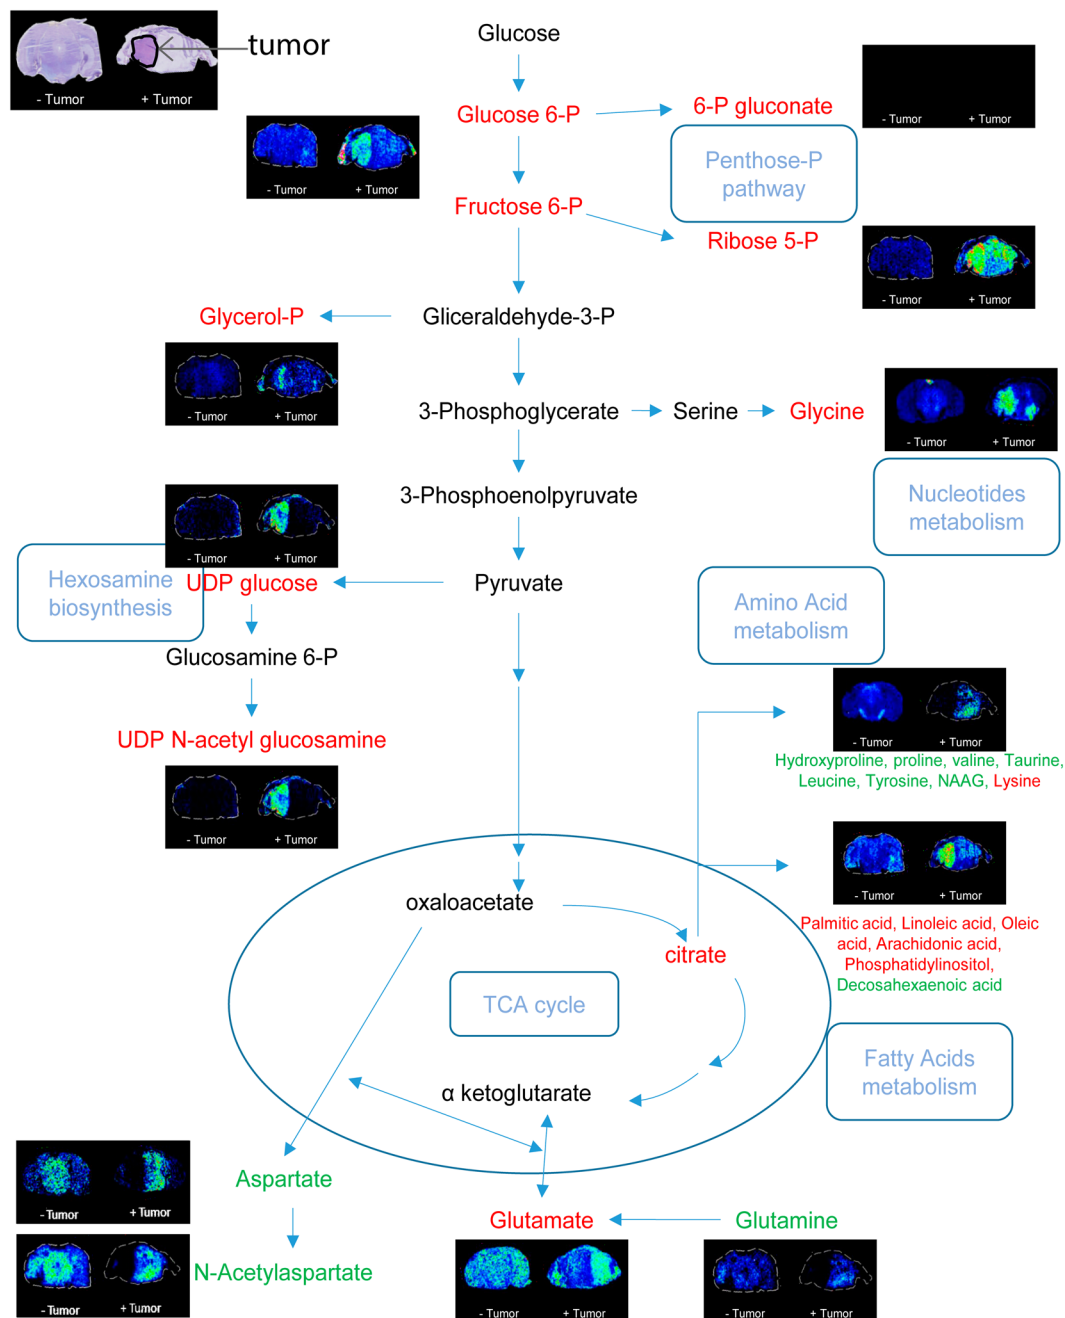 tumor
- Tumor + Tumor
Glucose
Glucose 6-P
6-P gluconate
- Tumor + Tumor
- Tumor + Tumor
Penthose-P
pathway
Fructose 6-P
Ribose 5-P
- Tumor + Tumor
Glycerol-P
Gliceraldehyde-3-P
- Tumor + Tumor
3-Phosphoglycerate
Serine
Glycine
- Tumor + Tumor
Nucleotides
metabolism
3-Phosphoenolpyruvate
- Tumor + Tumor
Hexosamine
biosynthesis
UDP glucose
Pyruvate
Amino Acid
metabolism
Glucosamine 6-P
UDP N-acetyl glucosamine
- Tumor + Tumor
- Tumor + Tumor
Hydroxyproline, proline, valine, Taurine,
Leucine, Tyrosine, NAAG, Lysine
- Tumor + Tumor
Palmitic acid, Linoleic acid, Oleic
acid, Arachidonic acid,
Phosphatidylinositol,
Decosahexaenoic acid
oxaloacetate
citrate
TCA cycle
Fatty Acids
metabolism
α ketoglutarate
- Tumor + Tumor
Aspartate
Glutamate
Glutamine
N-Acetylaspartate
- Tumor + Tumor
- Tumor + Tumor
- Tumor + Tumor